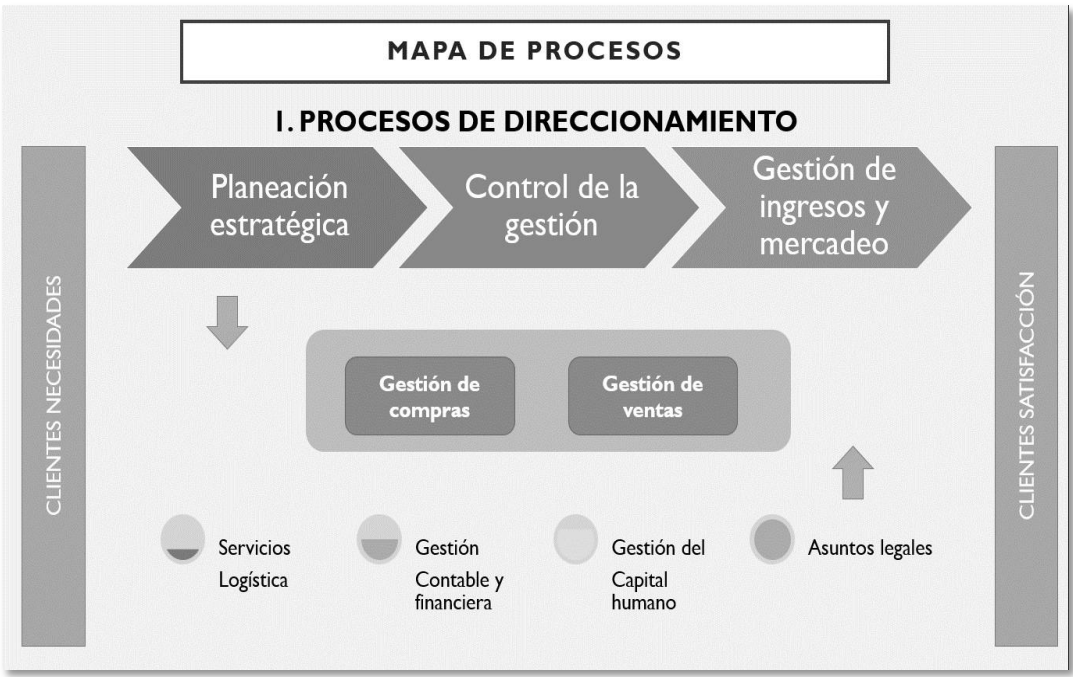 MAPA DE PROCESOS
1. PROCESOS DE DIRECCIONAMIENTO
CLIENTES NECESIDADES
Planeación
estratégica
Control de la
gestión
Gestión de
ingresos y
mercadeo
CLIENTES SATISFACCIÓN
Gestión de
compras
Gestión de
ventas
Servicios
Logística
Gestión
Contable y
financiera
Gestión del
Capital
humano
Asuntos legales